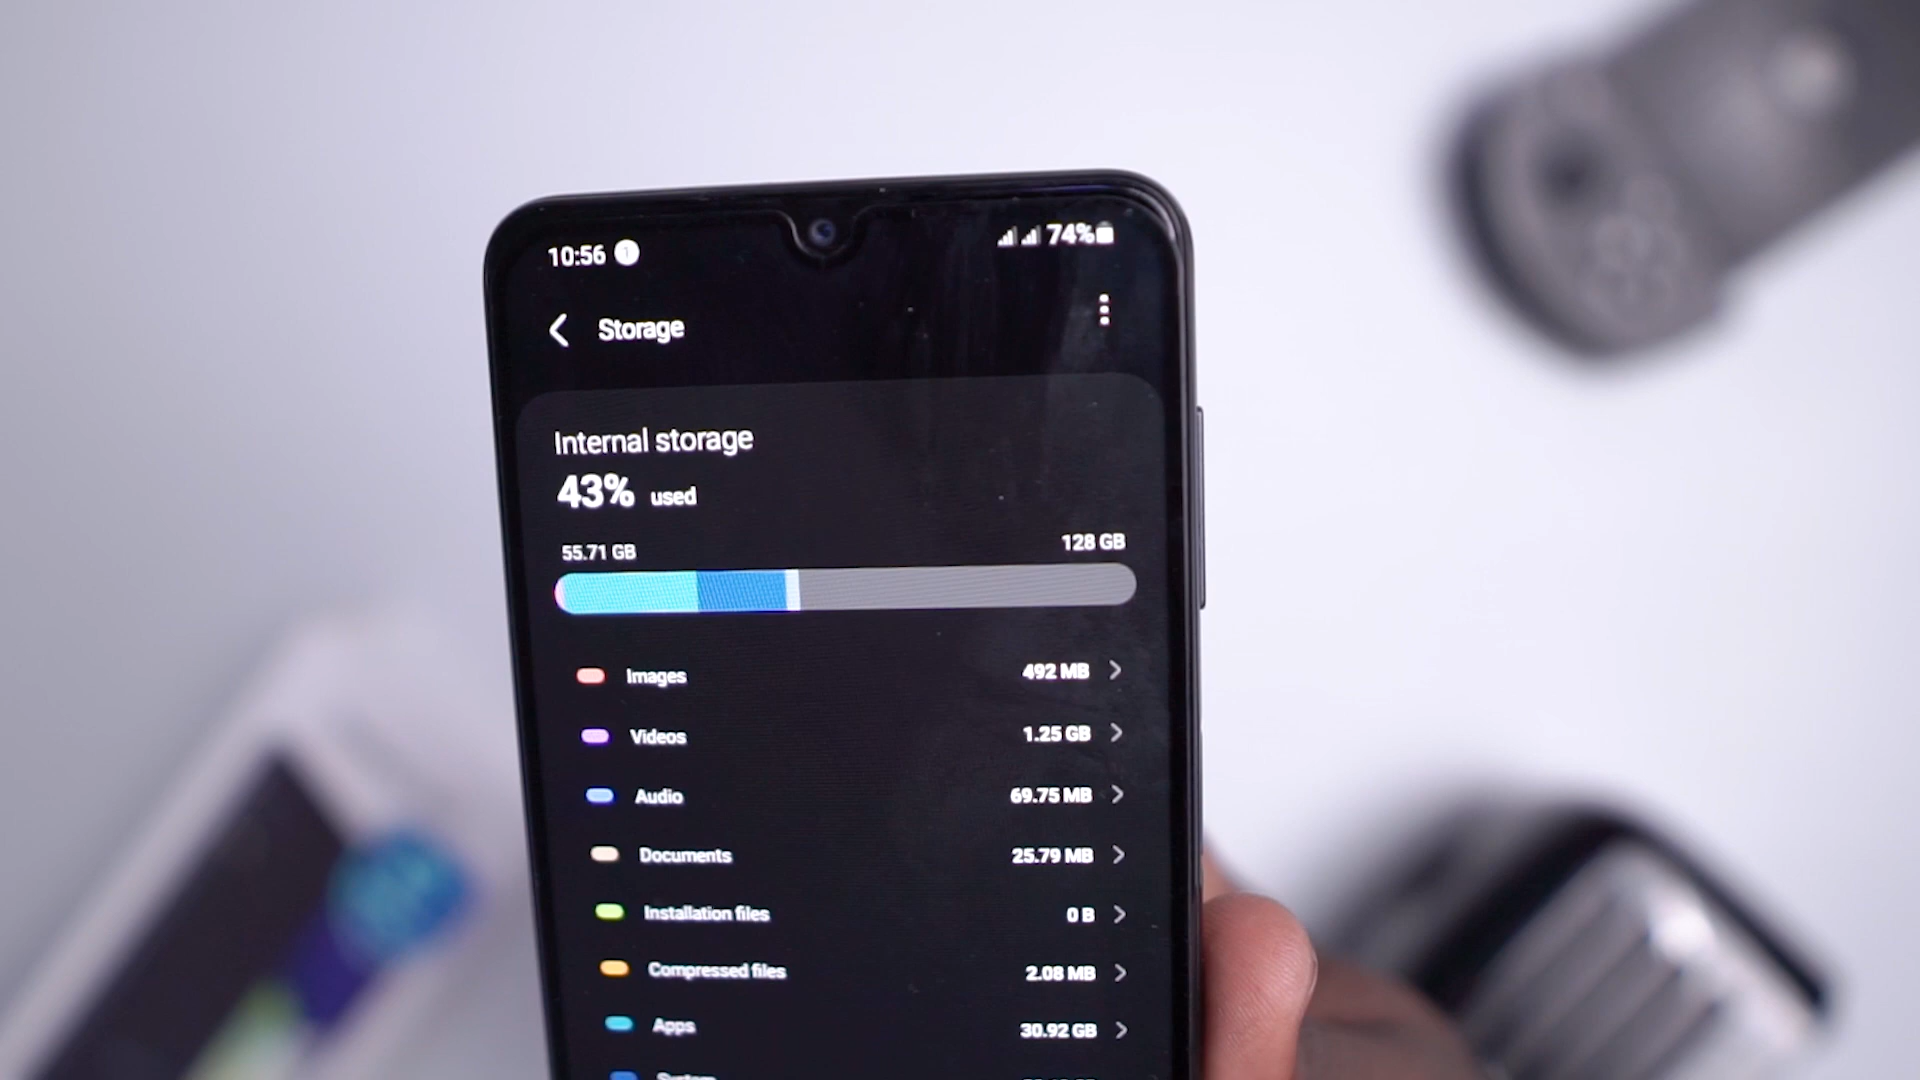 10:56
74%
Storage
Internal storage
43% used
55.71 GB
128 GB
Images 492 MB
Videos 1.25 GB
Audio 69.75 MB
Documents 25.79 MB
Installation files 0 B
Compressed files 2.08 MB
Apps 30.92 GB
System